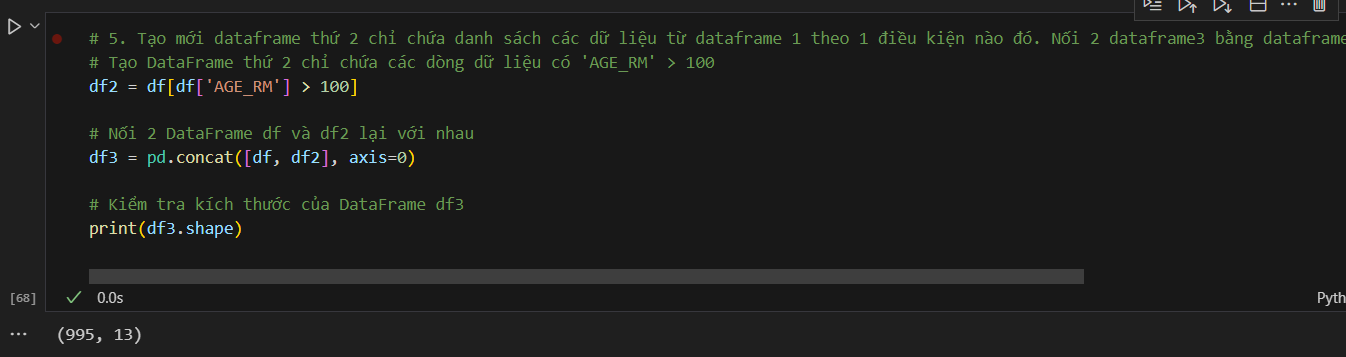 # 5. Tạo mới dataframe thứ 2 chỉ chứa danh sách các dữ liệu từ dataframe 1 theo 1 điều kiện nào đó. Nối 2 dataframe3 bằng dataframe
# Tạo DataFrame thứ 2 chỉ chứa các dòng dữ liệu có 'AGE_RM' > 100
df2 = df[df['AGE_RM'] > 100]
# Nối 2 DataFrame df và df2 lại với nhau
df3 = pd.concat([df, df2], axis=0)
# Kiểm tra kích thước của DataFrame df3
print(df3.shape)
[68] 0.0s
(995, 13)